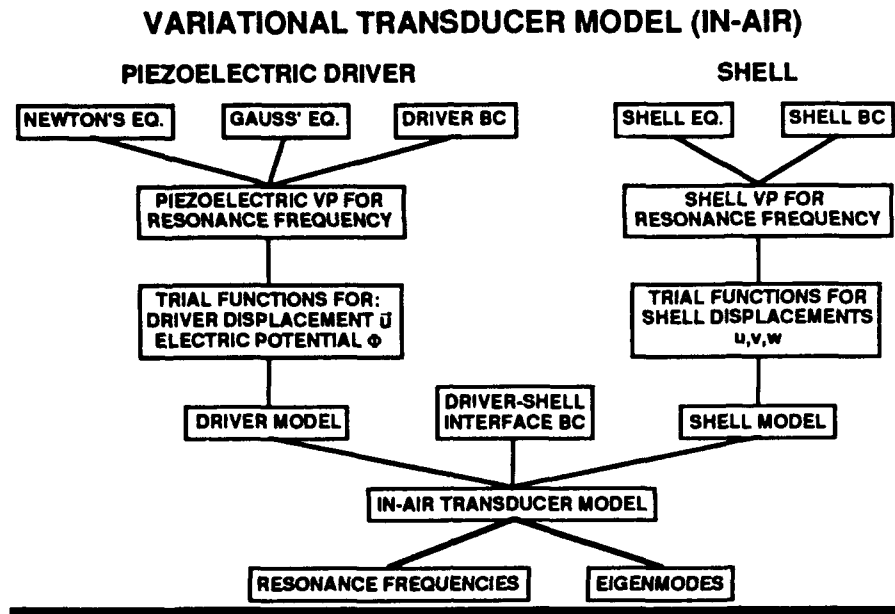 VARIATIONAL TRANSDUCER MODEL (IN-AIR)
PIEZOELECTRIC DRIVER
SHELL
NEWTON'S EQ.
GAUSS' EQ.
DRIVER BC
SHELL EQ.
SHELL BC
PIEZOELECTRIC VP FOR
RESONANCE FREQUENCY
SHELL VP FOR
RESONANCE FREQUENCY
TRIAL FUNCTIONS FOR:
DRIVER DISPLACEMENT u⃗
ELECTRIC POTENTIAL Φ
TRIAL FUNCTIONS FOR
SHELL DISPLACEMENTS
u,v,w
DRIVER MODEL
DRIVER-SHELL
INTERFACE BC
SHELL MODEL
IN-AIR TRANSDUCER MODEL
RESONANCE FREQUENCIES
EIGENMODES